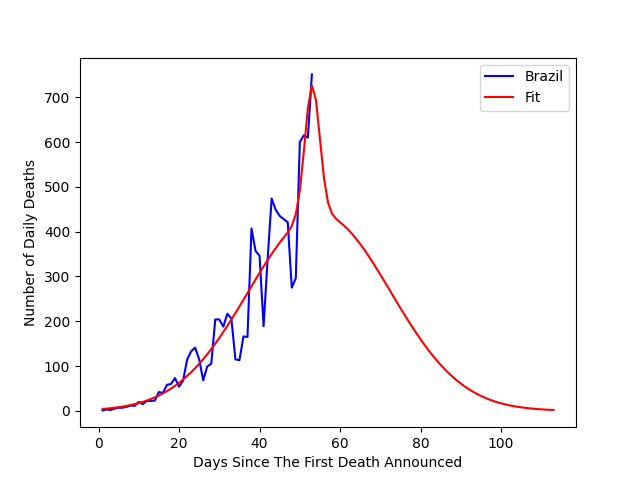 Brazil
Fit
700
600
500
400
300
200
100
0
Number of Daily Deaths
0 20 40 60 80 100
Days Since The First Death Announced